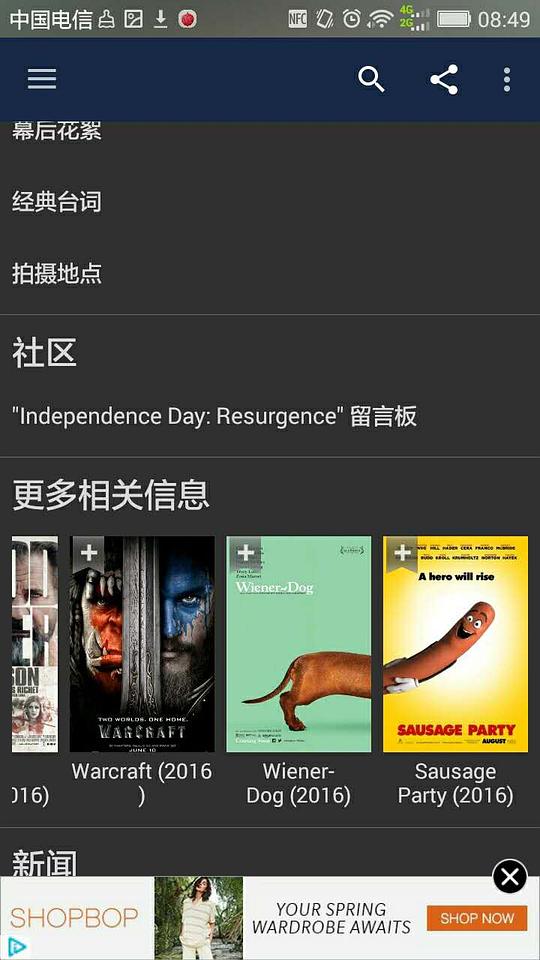 中国电信
NFC
4G
2G
08:49
幕后花絮
经典台词
拍摄地点
社区
"Independence Day: Resurgence" 留言板
更多相关信息
SON
RICHET
TWO WORLDS. ONE HOME.
WARCRAFT
JUNE 10
Wiener-Dog
A hero will rise
SAUSAGE PARTY
AUGUST
016)
Warcraft (2016
)
Wiener-
Dog (2016)
Sausage
Party (2016)
新闻
SHOPBOP
YOUR SPRING
WARDROBE AWAITS
SHOP NOW